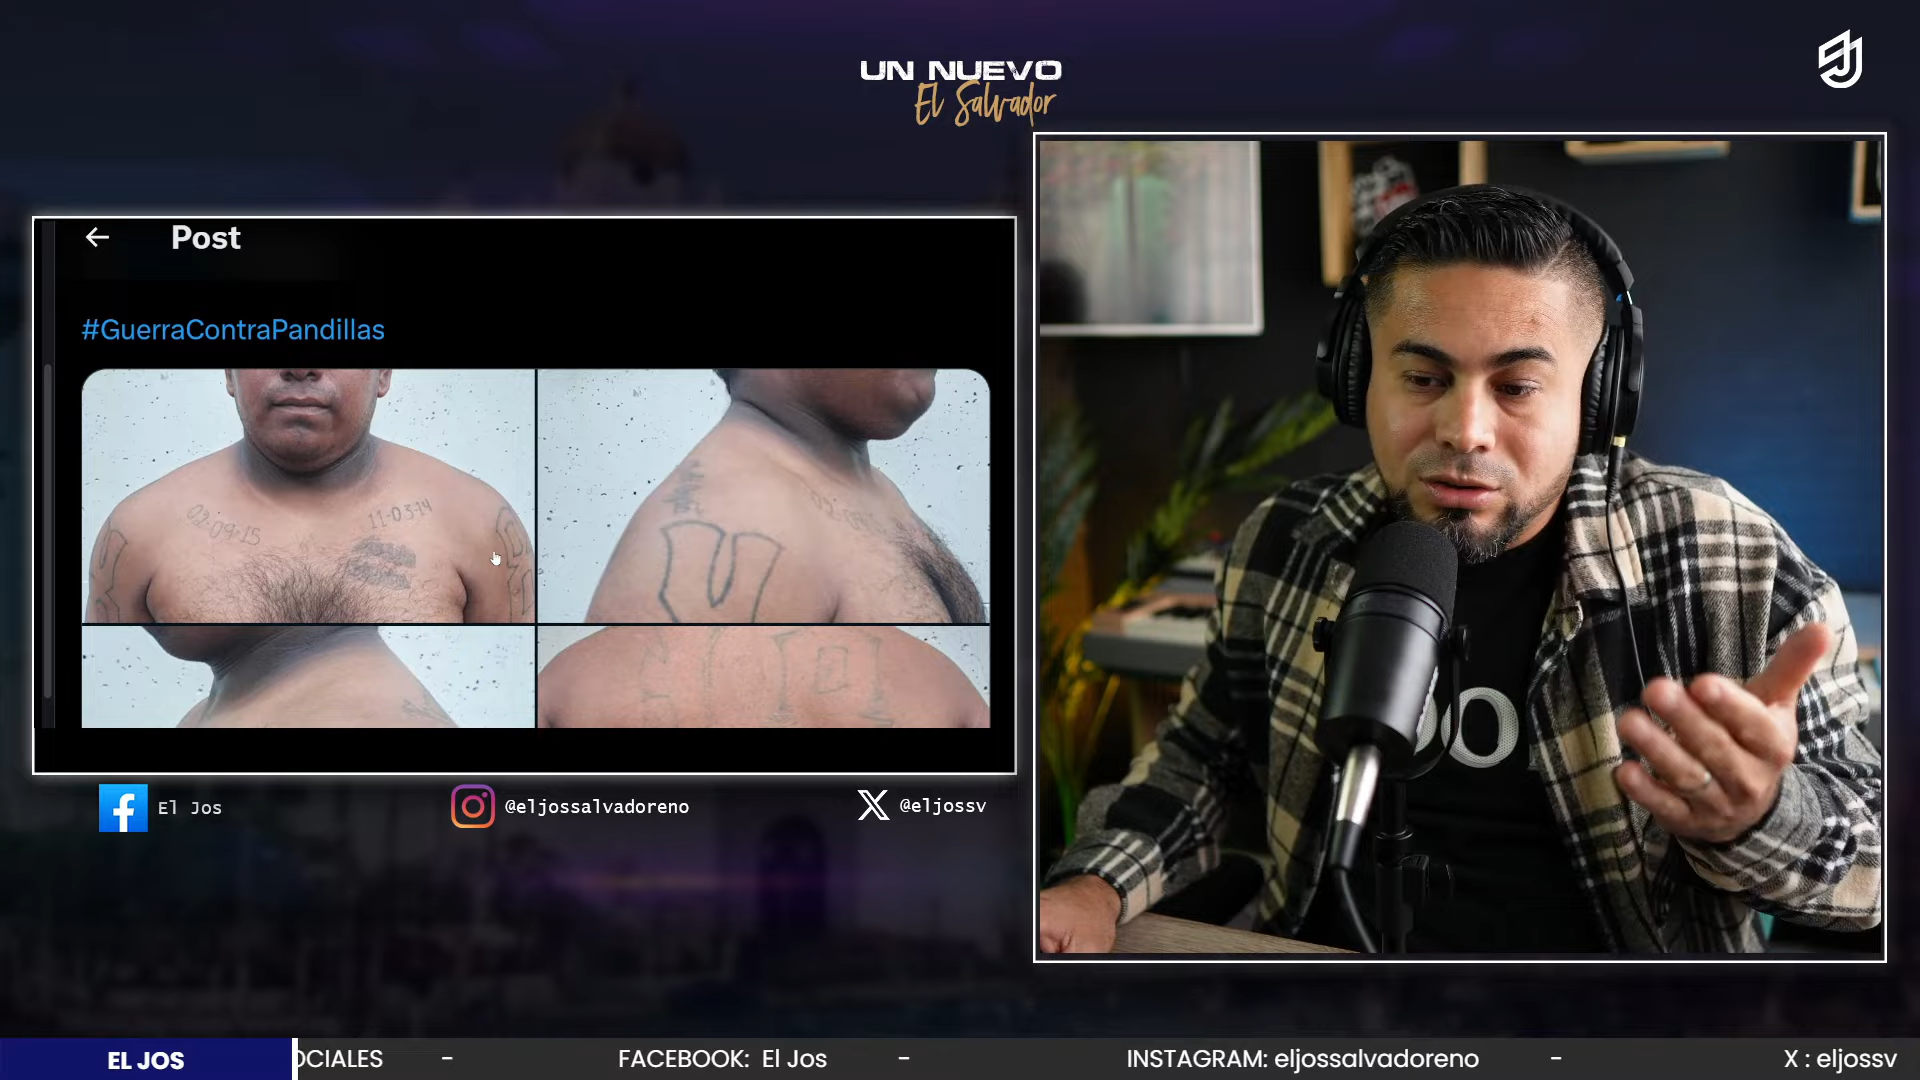 UN NUEVO
El Salvador
Post
#GuerraContraPandillas
02-09-15
11-03-14
El Jos
@eljossalvadoreno
@eljossv
EL JOS
OCIALES - FACEBOOK: El Jos - INSTAGRAM: eljossalvadoreno - X : eljossv